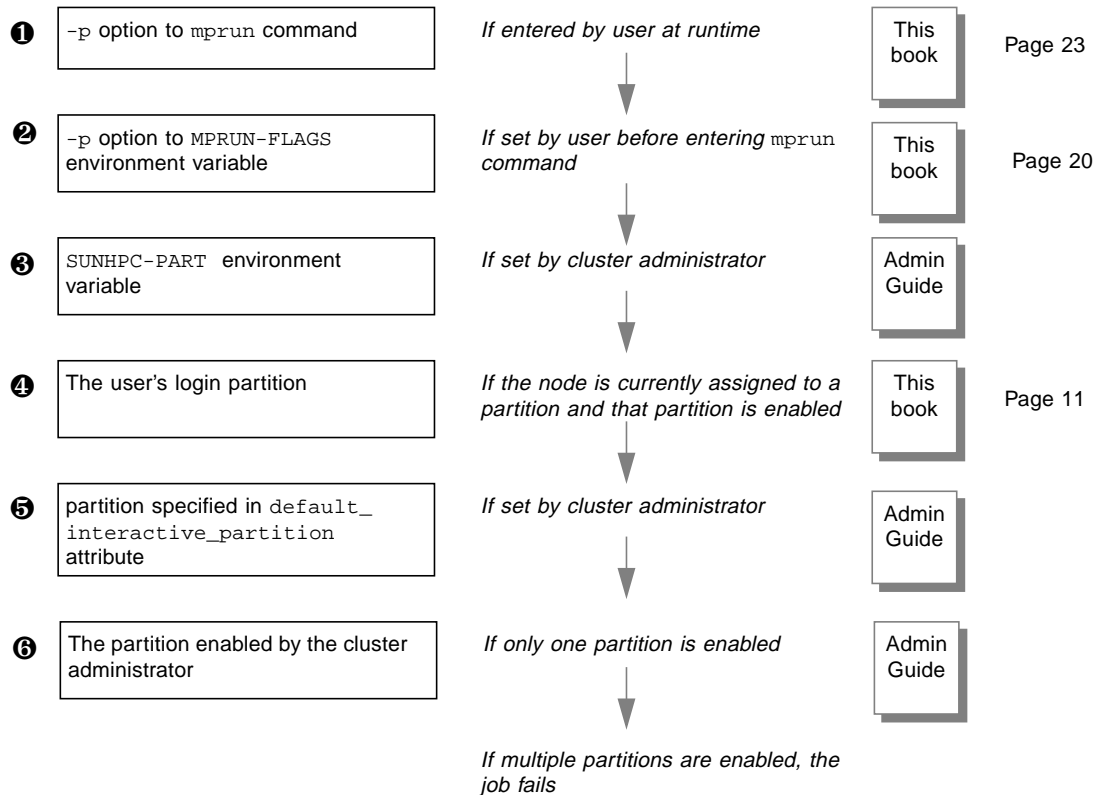 ❶ -p option to mprun command
If entered by user at runtime
This
book
Page 23
❷ -p option to MPRUN-FLAGS
environment variable
If set by user before entering mprun
command
This
book
Page 20
❸ SUNHPC-PART environment
variable
If set by cluster administrator
Admin
Guide
❹ The user's login partition
If the node is currently assigned to a
partition and that partition is enabled
This
book
Page 11
❺ partition specified in default_
interactive_partition
attribute
If set by cluster administrator
Admin
Guide
❻ The partition enabled by the cluster
administrator
If only one partition is enabled
Admin
Guide
If multiple partitions are enabled, the
job fails